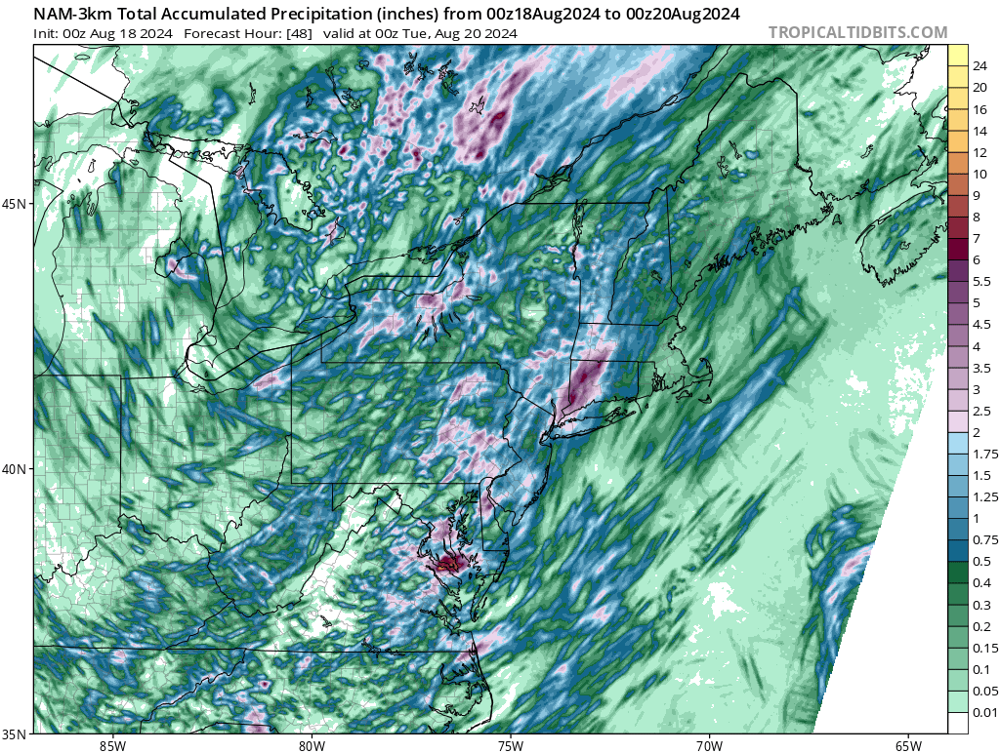 NAM-3km Total Accumulated Precipitation (inches) from 00z18Aug2024 to 00z20Aug2024
Init: 00z Aug 18 2024 Forecast Hour: [48] valid at 00z Tue, Aug 20 2024
TROPICALTIDBITS.COM
24
20
16
14
12
10
9
8
7
6
5.5
5
4.5
4
3.5
3
2.5
2
1.75
1.5
1.25
1
0.75
0.5
0.4
0.3
0.2
0.15
0.1
0.05
0.01
45N
40N
35N
85W
80W
75W
70W
65W